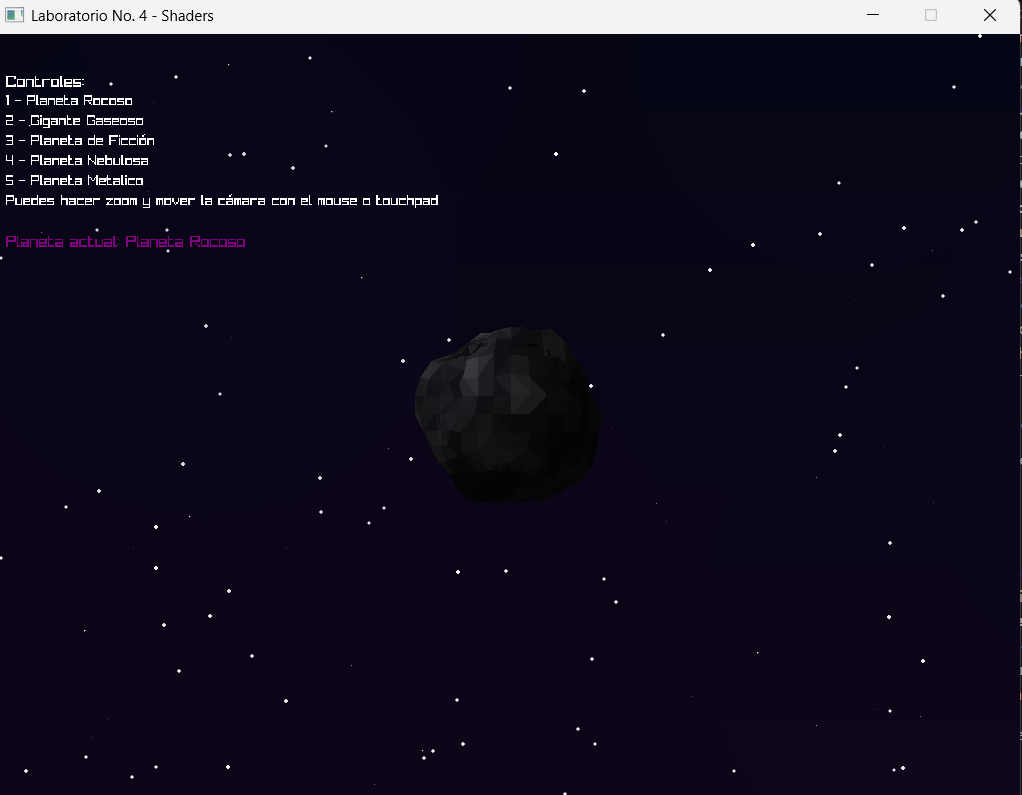 Laboratorio No. 4 - Shaders
Controles:
1 - Planeta Rocoso
2 - Gigante Gaseoso
3 - Planeta de Ficción
4 - Planeta Nebulosa
5 - Planeta Metalico
Puedes hacer zoom y mover la cámara con el mouse o touchpad
Planeta actual: Planeta Rocoso